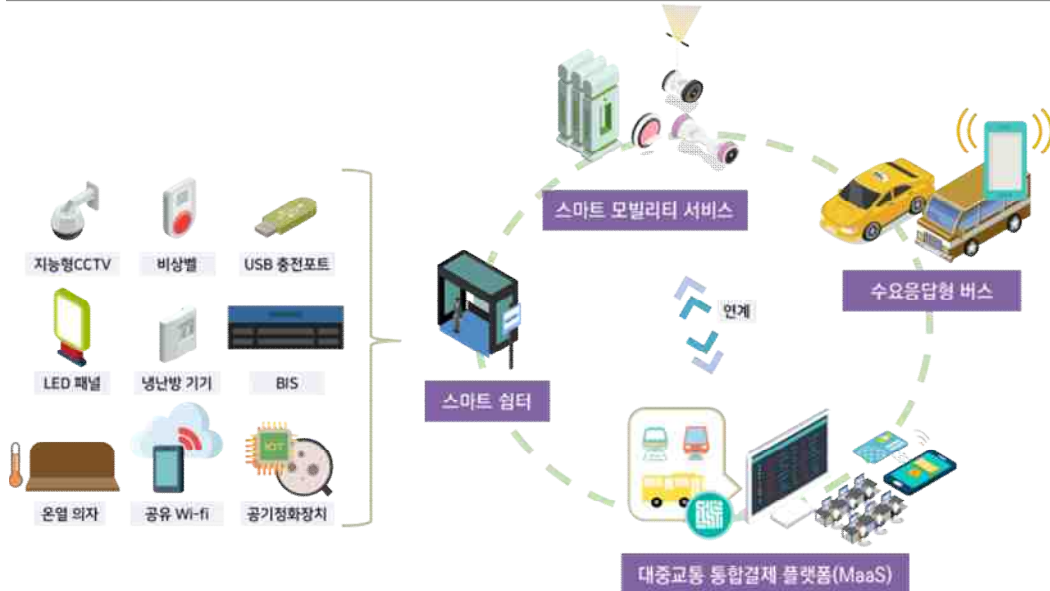 지능형CCTV
비상벨
USB 충전포트
LED 패널
냉난방 기기
BIS
온열 의자
공유 Wi-fi
공기정화장치
IOT
스마트 쉼터
스마트 모빌리티 서비스
수요응답형 버스
연계
대중교통 통합결제 플랫폼(MaaS)